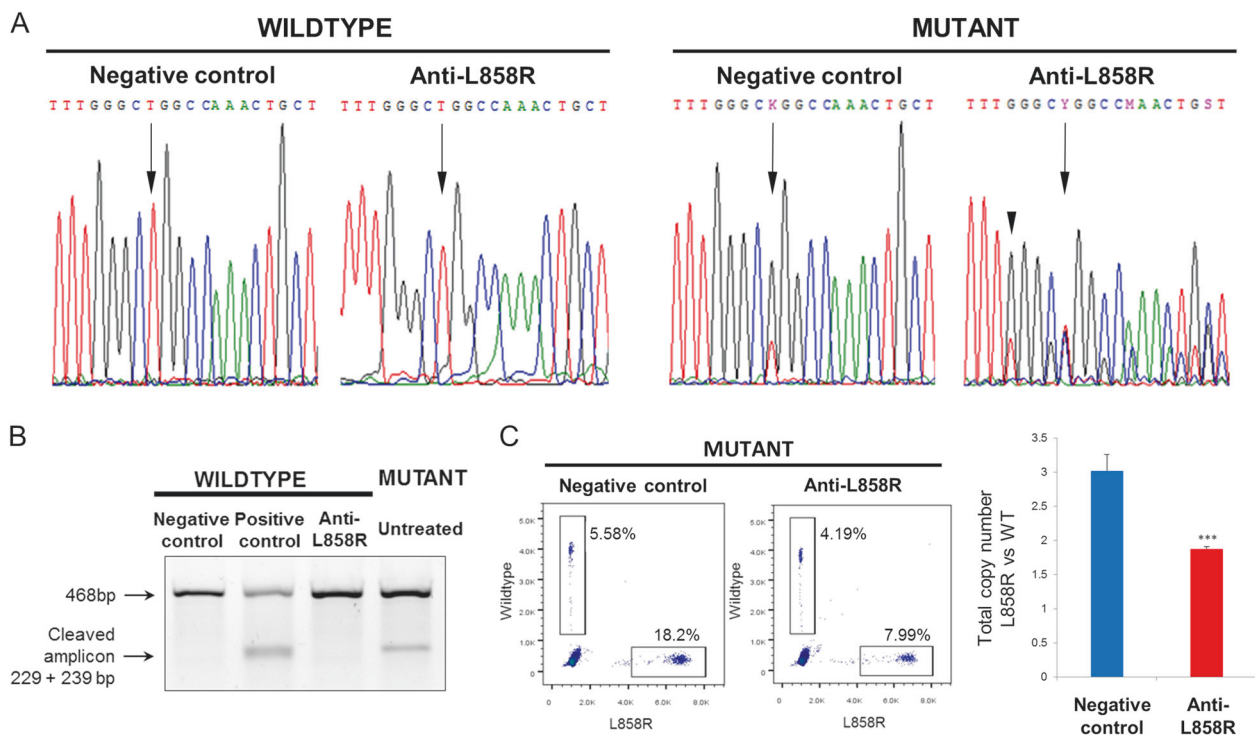 A
WILDTYPE
MUTANT
Negative control
Anti-L858R
Negative control
Anti-L858R
TTTGGGCTGGCCAAACTGCT
TTTGGGCTGGCCAAACTGCT
TTTGGGCKGGCCAAACTGCT
TTTGGGCYGGCCMAACTGST
B
WILDTYPE
MUTANT
Negative
control
Positive
control
Anti-
L858R
Untreated
468bp
Cleaved
amplicon
229 + 239 bp
C
MUTANT
Negative control
Anti-L858R
Wildtype
5.0K
4.0K
3.0K
2.0K
1.0K
0
5.58%
18.2%
0
2.0K
4.0K
6.0K
8.0K
L858R
Wildtype
5.0K
4.0K
3.0K
2.0K
1.0K
0
4.19%
7.99%
0
2.0K
4.0K
6.0K
8.0K
L858R
Total copy number
L858R vs WT
3.5
3
2.5
2
1.5
1
0.5
0
***
Negative
control
Anti-
L858R